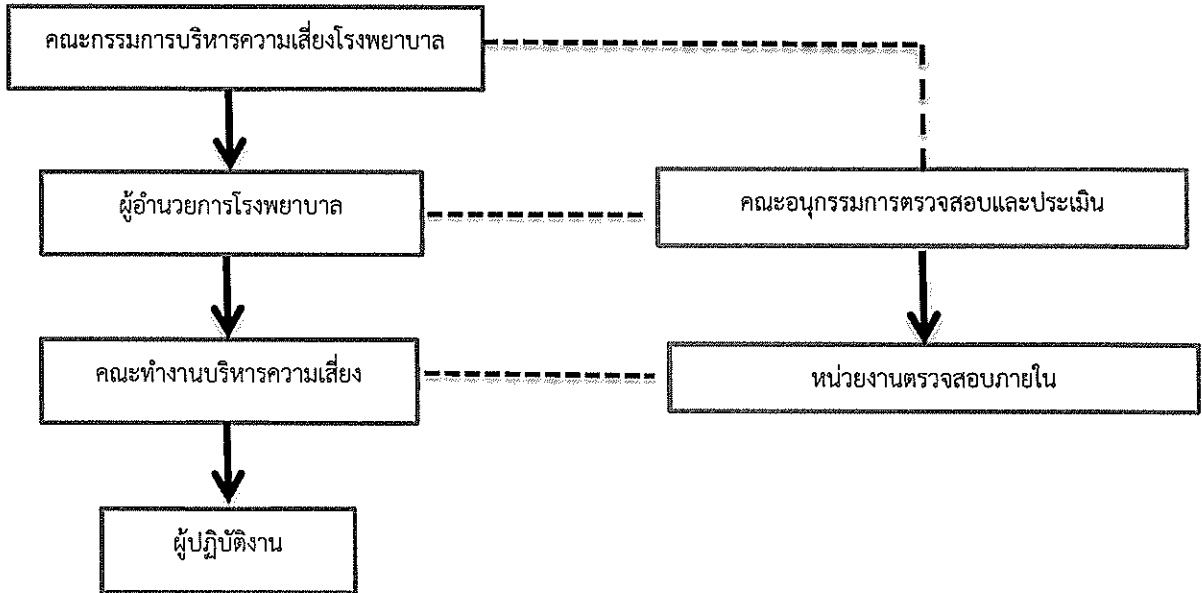 คณะกรรมการบริหารความเสี่ยงโรงพยาบาล
ผู้อำนวยการโรงพยาบาล
คณะอนุกรรมการตรวจสอบและประเมิน
คณะทำงานบริหารความเสี่ยง
หน่วยงานตรวจสอบภายใน
ผู้ปฏิบัติงาน